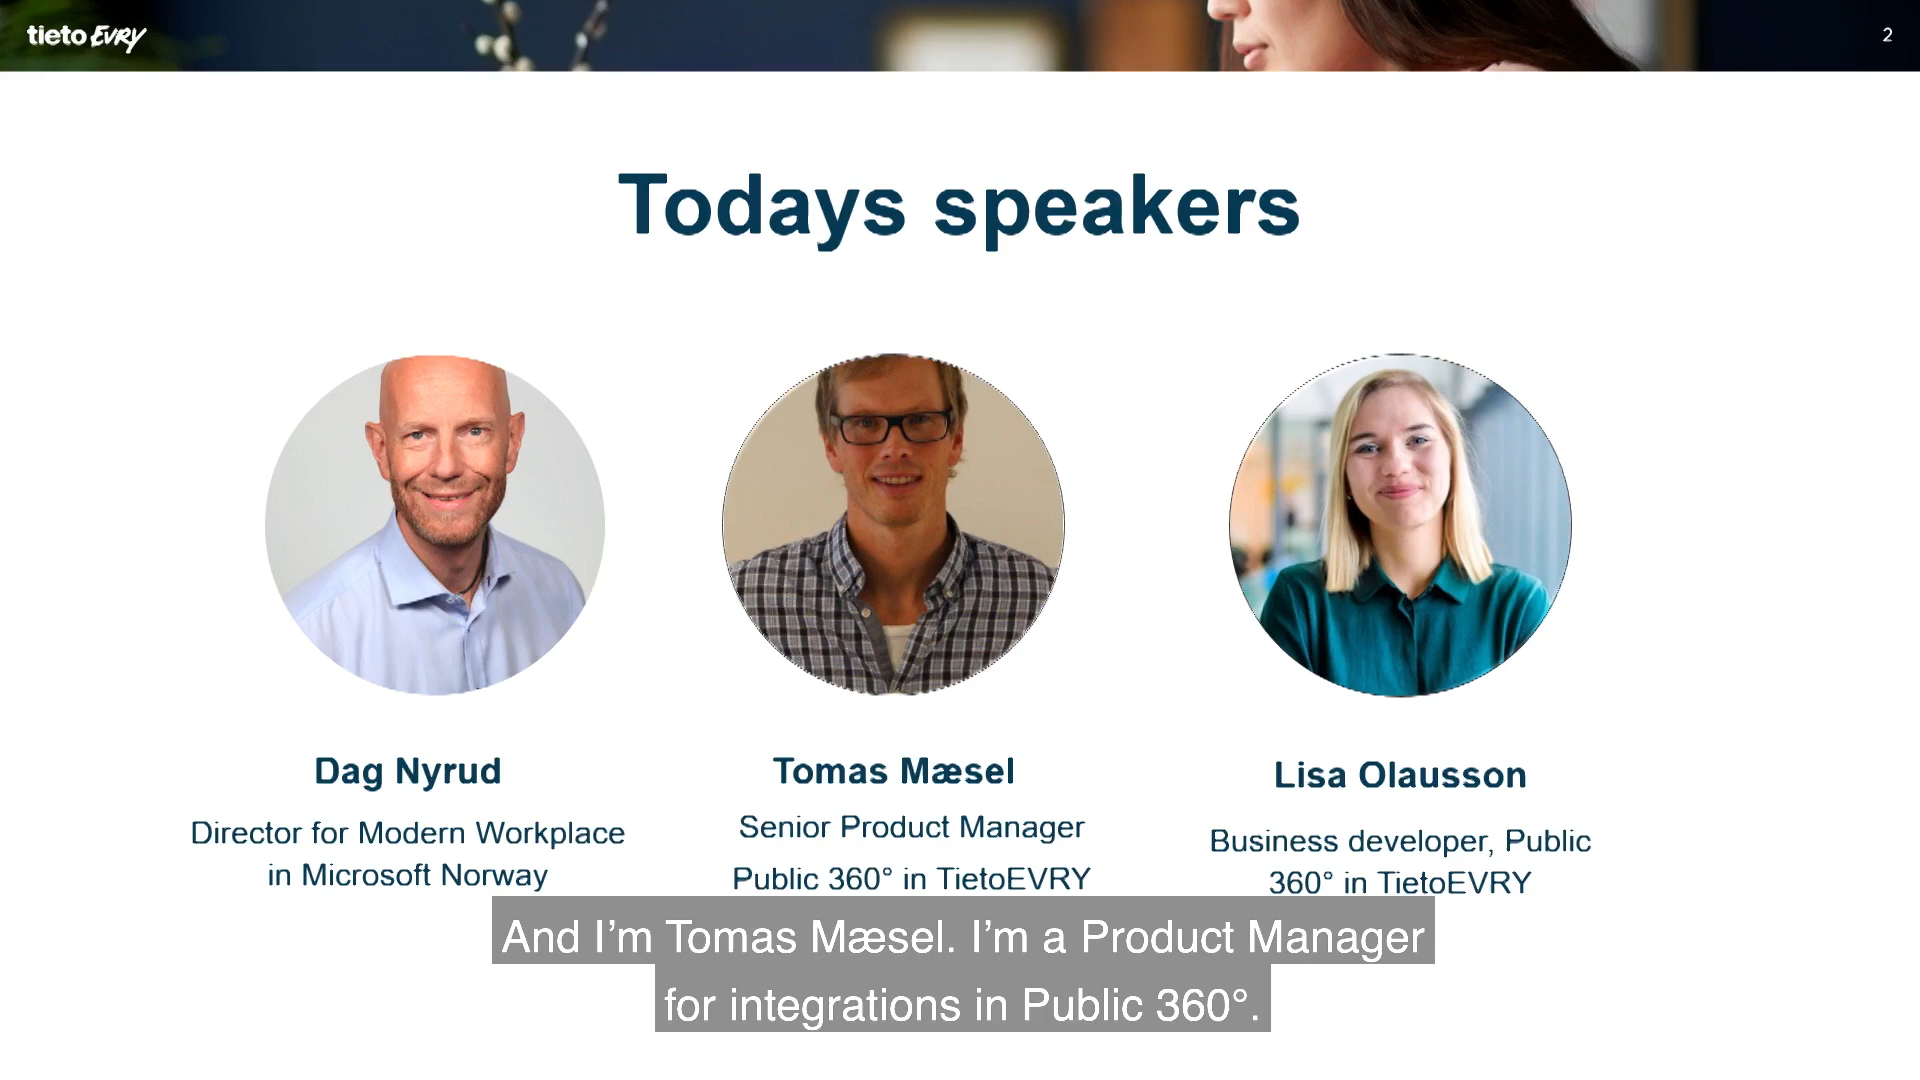 tieto EVRY
2
Todays speakers
Dag Nyrud
Director for Modern Workplace
in Microsoft Norway
Tomas Mæsel
Senior Product Manager
Public 360° in TietoEVRY
Lisa Olausson
Business developer, Public
360° in TietoEVRY
And I’m Tomas Mæsel. I’m a Product Manager
for integrations in Public 360°.